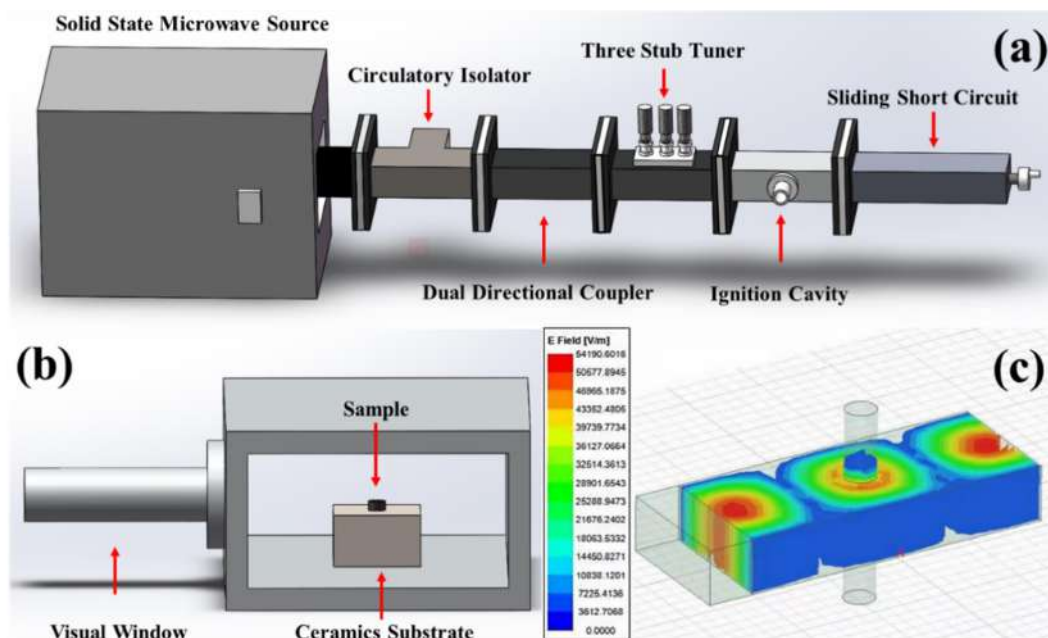 Solid State Microwave Source
(a)
Three Stub Tuner
Circulatory Isolator
Sliding Short Circuit
Dual Directional Coupler
Ignition Cavity
(b)
Sample
Visual Window
Ceramics Substrate
(c)
E Field [V/m]
54190.6016
50577.8945
46965.1875
43352.4805
39739.7734
36127.0664
32514.3613
28901.6543
25288.9473
21676.2402
18063.5332
14450.8271
10838.1201
7225.4136
3612.7068
0.0000